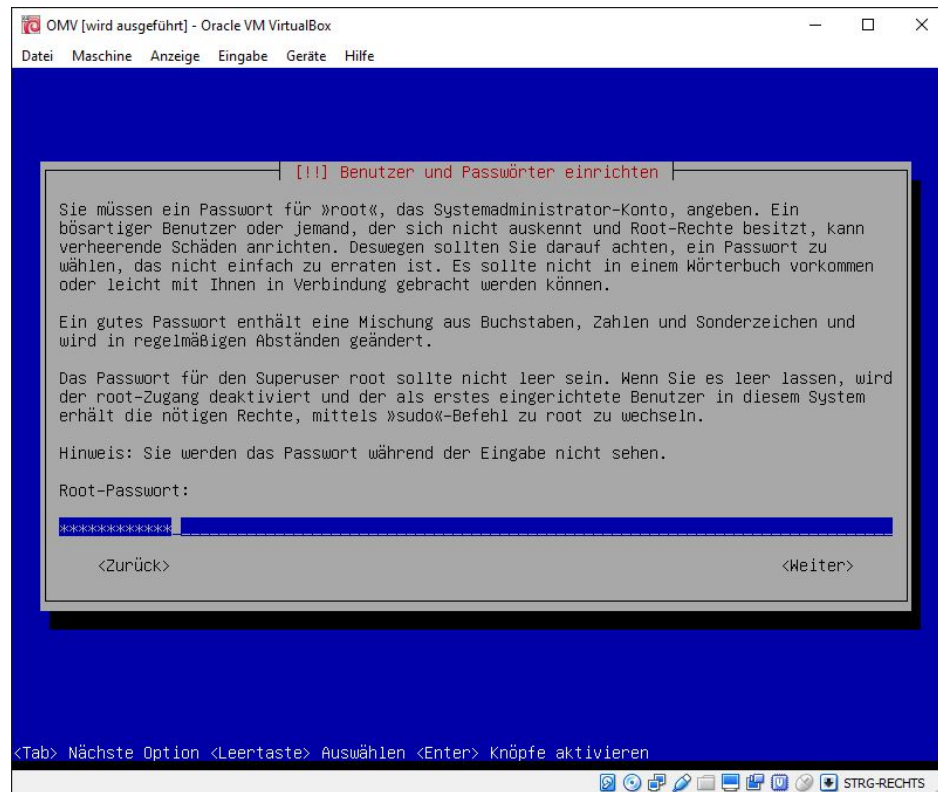 OMV [wird ausgeführt] - Oracle VM VirtualBox
Datei Maschine Anzeige Eingabe Geräte Hilfe
[!!] Benutzer und Passwörter einrichten
Sie müssen ein Passwort für »root«, das Systemadministrator-Konto, angeben. Ein
bösartiger Benutzer oder jemand, der sich nicht auskennt und Root-Rechte besitzt, kann
verheerende Schäden anrichten. Deswegen sollten Sie darauf achten, ein Passwort zu
wählen, das nicht einfach zu erraten ist. Es sollte nicht in einem Wörterbuch vorkommen
oder leicht mit Ihnen in Verbindung gebracht werden können.
Ein gutes Passwort enthält eine Mischung aus Buchstaben, Zahlen und Sonderzeichen und
wird in regelmäßigen Abständen geändert.
Das Passwort für den Superuser root sollte nicht leer sein. Wenn Sie es leer lassen, wird
der root-Zugang deaktiviert und der als erstes eingerichtete Benutzer in diesem System
erhält die nötigen Rechte, mittels »sudo«-Befehl zu root zu wechseln.
Hinweis: Sie werden das Passwort während der Eingabe nicht sehen.
Root-Passwort:
************
<Zurück> <Weiter>
<Tab> Nächste Option <Leertaste> Auswählen <Enter> Knöpfe aktivieren
STRG-RECHTS